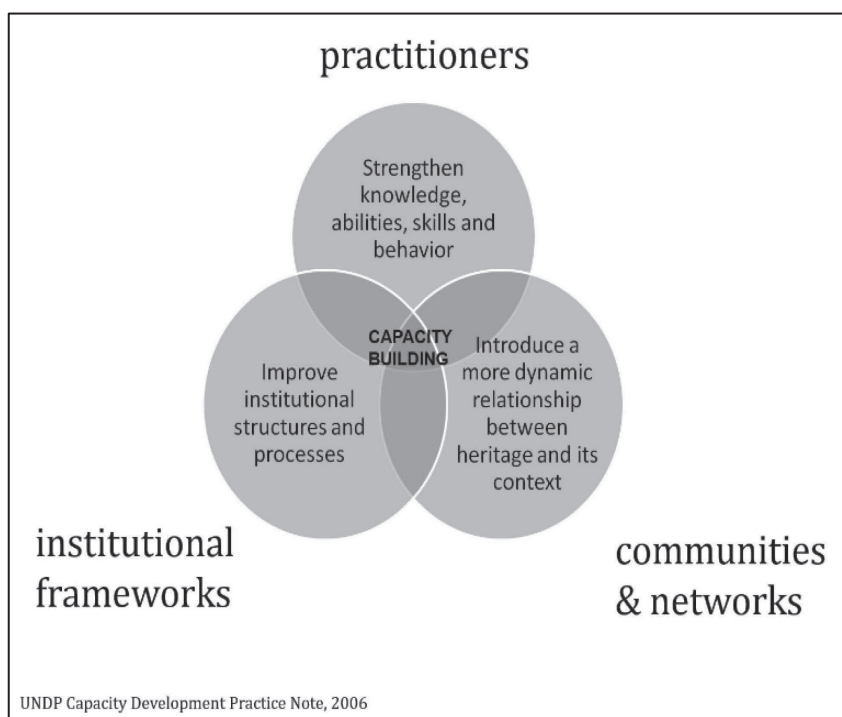 practitioners
Strengthen
knowledge,
abilities, skills and
behavior
CAPACITY
BUILDING
Improve
institutional
structures and
processes
Introduce a
more dynamic
relationship
between
heritage and its
context
institutional
frameworks
communities
& networks
UNDP Capacity Development Practice Note, 2006